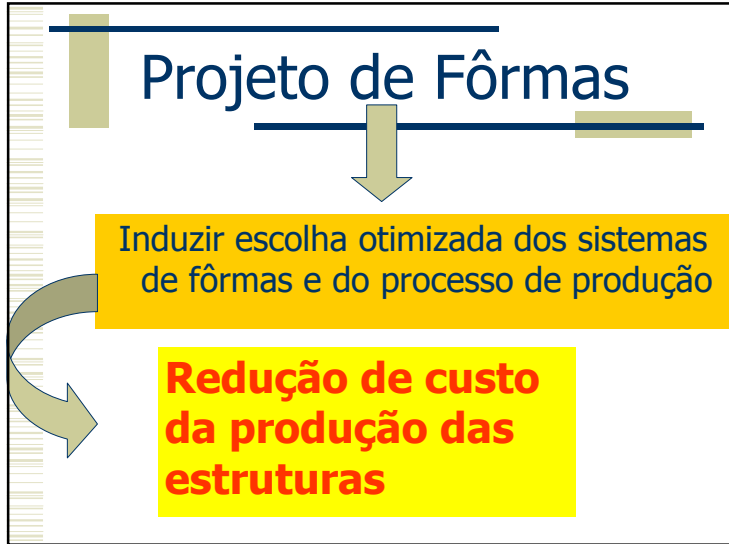 Projeto de Fôrmas
Induzir escolha otimizada dos sistemas
de fôrmas e do processo de produção
Redução de custo
da produção das
estruturas